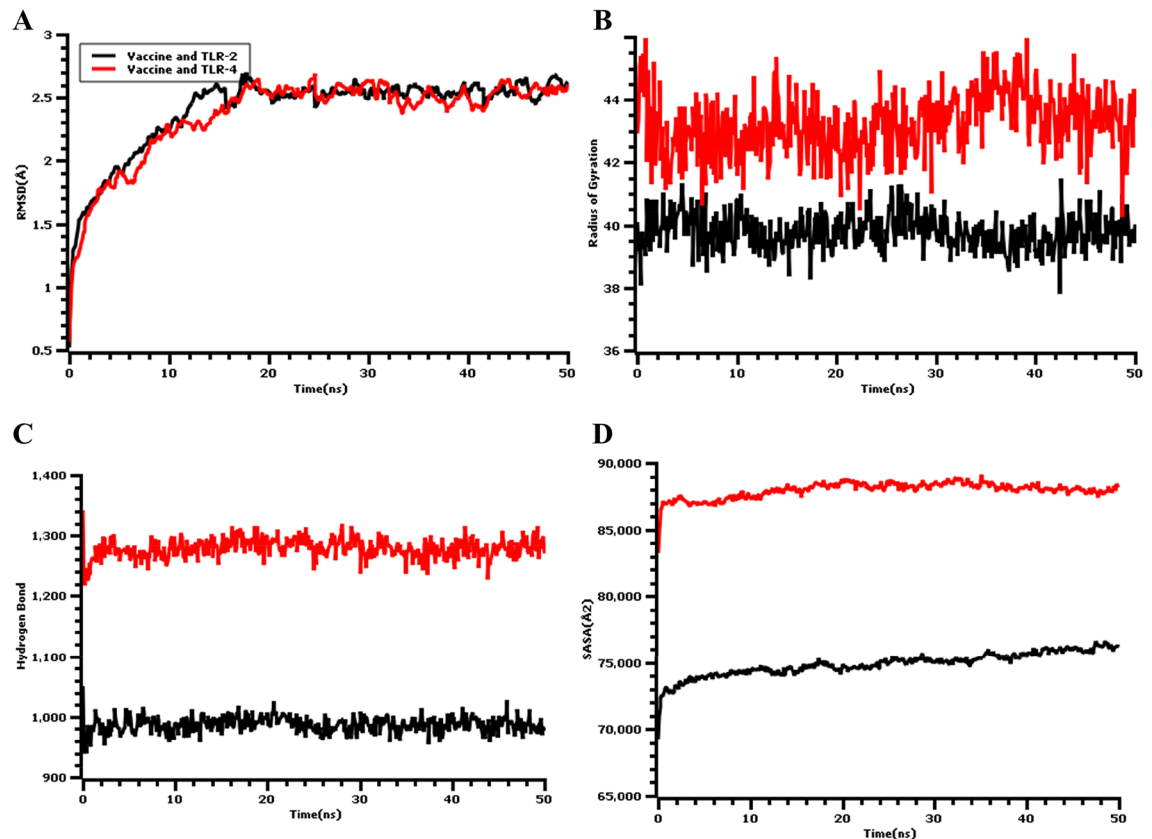 A
3
2.5
2
1.5
1
0.5
RMSD(Å)
Vaccine and TLR-2
Vaccine and TLR-4
0 10 20 30 40 50
Time(ns)
B
44
42
40
38
36
Radius of Gyration
0 10 20 30 40 50
Time(ns)
C
1,400
1,300
1,200
1,100
1,000
900
Hydrogen Bond
0 10 20 30 40 50
Time(ns)
D
90,000
85,000
80,000
75,000
70,000
65,000
SASA(Å2)
0 10 20 30 40 50
Time(ns)